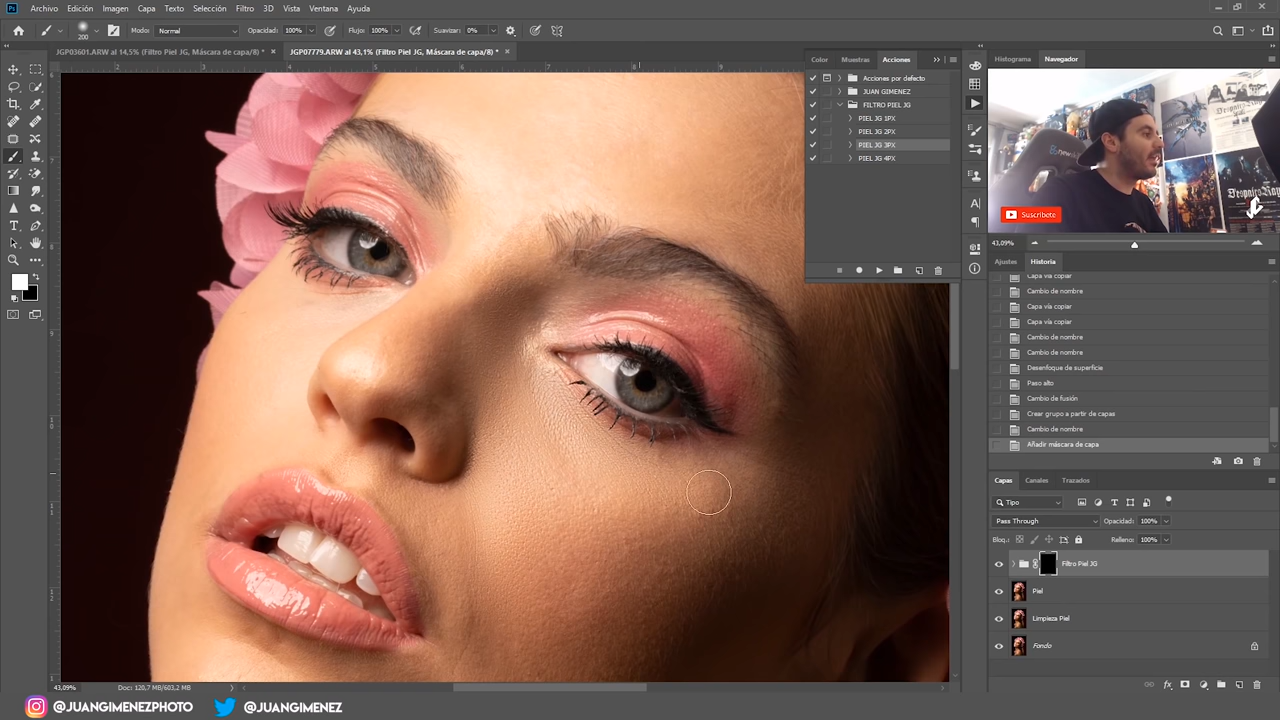 Ps Archivo Edición Imagen Capa Texto Selección Filtro 3D Vista Ventana Ayuda
200 Modo: Normal Opacidad: 100% Flujo: 100% Suavizar: 0%
JGP03601.ARW al 14,5% (Filtro Piel JG, Máscara de capa/8) * × JGP07779.ARW al 43,1% (Filtro Piel JG, Máscara de capa/8) * ×
Color Muestras Acciones
Acciones por defecto
JUAN GIMENEZ
FILTRO PIEL JG
PIEL JG 1PX
PIEL JG 2PX
PIEL JG 3PX
PIEL JG 4PX
Histograma Navegador
Suscríbete
43,09%
Ajustes Historia
Capa vía copiar
Cambio de nombre
Capa vía copiar
Capa vía copiar
Cambio de nombre
Cambio de nombre
Desenfoque de superficie
Paso alto
Cambio de fusión
Crear grupo a partir de capas
Cambio de nombre
Añadir máscara de capa
Capas Canales Trazados
Tipo
Pass Through Opacidad: 100%
Bloq.: Relleno: 100%
Filtro Piel JG
Piel
Limpieza Piel
Fondo
43,09% Doc: 120,7 MB/603,2 MB
@JUANGIMENEZPHOTO @JUANGIMENEZ